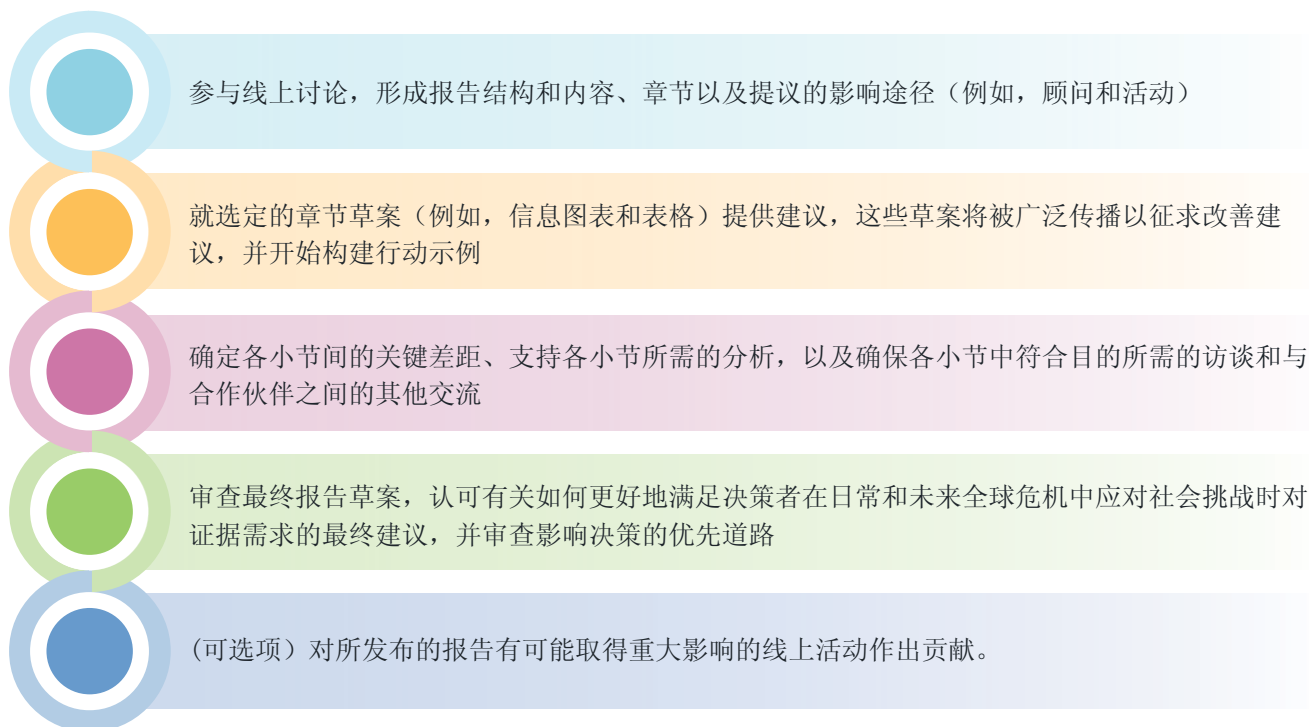 参与线上讨论，形成报告结构和内容、章节以及提议的影响途径（例如，顾问和活动）
就选定的章节草案（例如，信息图表和表格）提供建议，这些草案将被广泛传播以征求改善建
议，并开始构建行动示例
确定各小节间的关键差距、支持各小节所需的分析，以及确保各小节中符合目的所需的访谈和与
合作伙伴之间的其他交流
审查最终报告草案，认可有关如何更好地满足决策者在日常和未来全球危机中应对社会挑战时对
证据需求的最终建议，并审查影响决策的优先道路
(可选项）对所发布的报告有可能取得重大影响的线上活动作出贡献。